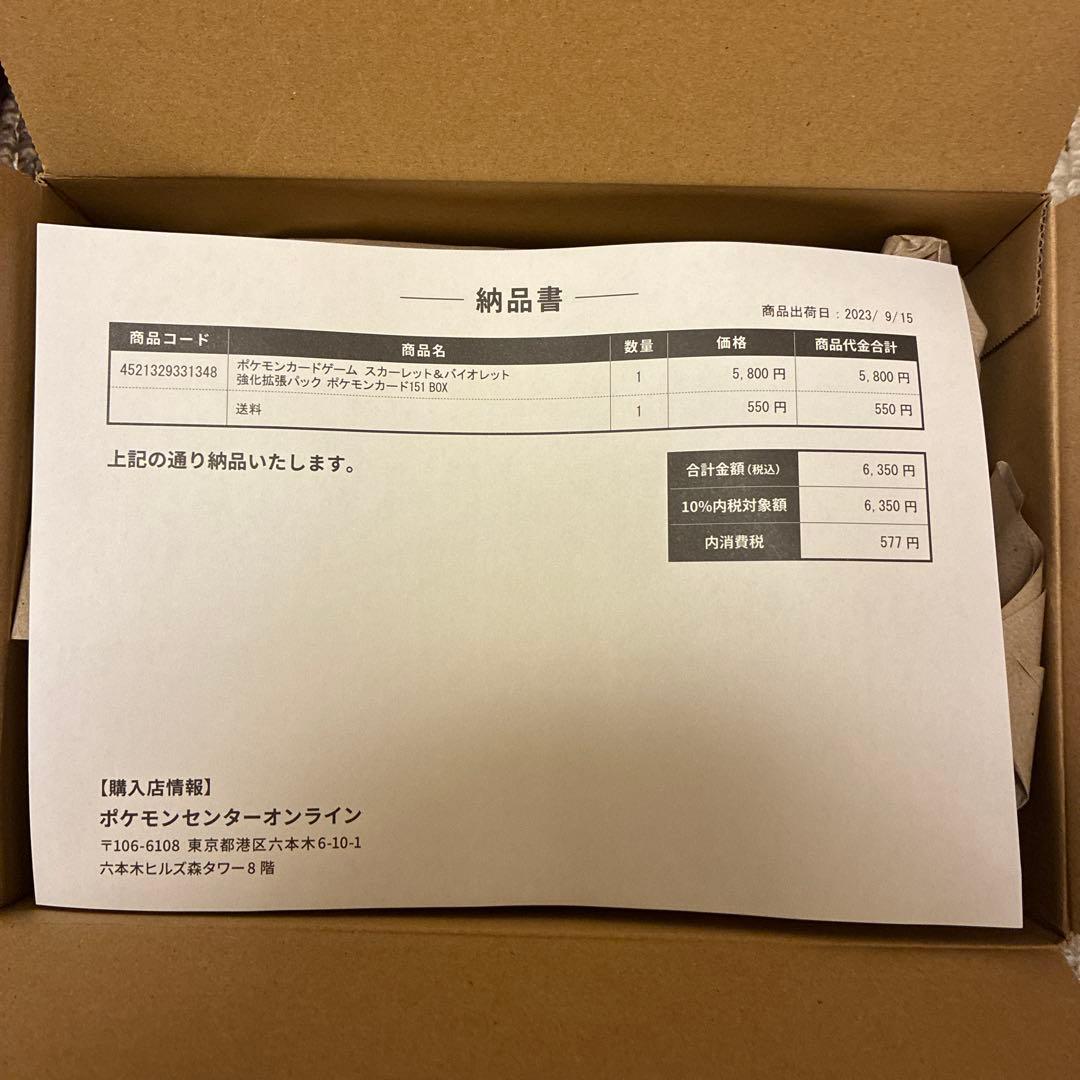 納品書
商品出荷日：2023/ 9/15
商品コード 商品名 数量 価格 商品代金合計
4521329331348 ポケモンカードゲーム スカーレット＆バイオレット 1 5,800 円 5,800 円
強化拡張パック ポケモンカード151 BOX
送料 1 550 円 550 円
上記の通り納品いたします。
合計金額(税込) 6,350 円
10%内税対象額 6,350 円
内消費税 577 円
【購入店情報】
ポケモンセンターオンライン
〒106-6108 東京都港区六本木6-10-1
六本木ヒルズ森タワー8 階